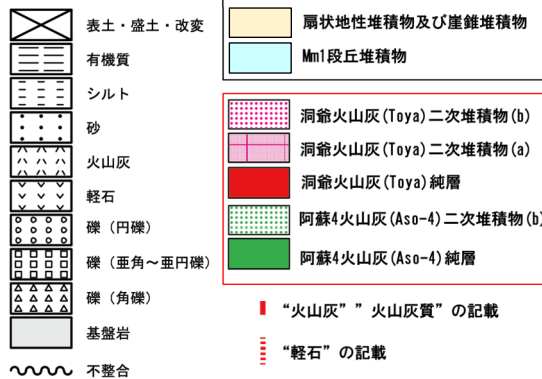 表土・盛土・改変
有機質
シルト
砂
火山灰
軽石
礫（円礫）
礫（亜角～亜円礫）
礫（角礫）
基盤岩
不整合
扇状地性堆積物及び崖錐堆積物
Mm1段丘堆積物
洞爺火山灰(Toya)二次堆積物(b)
洞爺火山灰(Toya)二次堆積物(a)
洞爺火山灰(Toya)純層
阿蘇4火山灰(Aso-4)二次堆積物(b)
阿蘇4火山灰(Aso-4)純層
“火山灰””火山灰質”の記載
“軽石”の記載